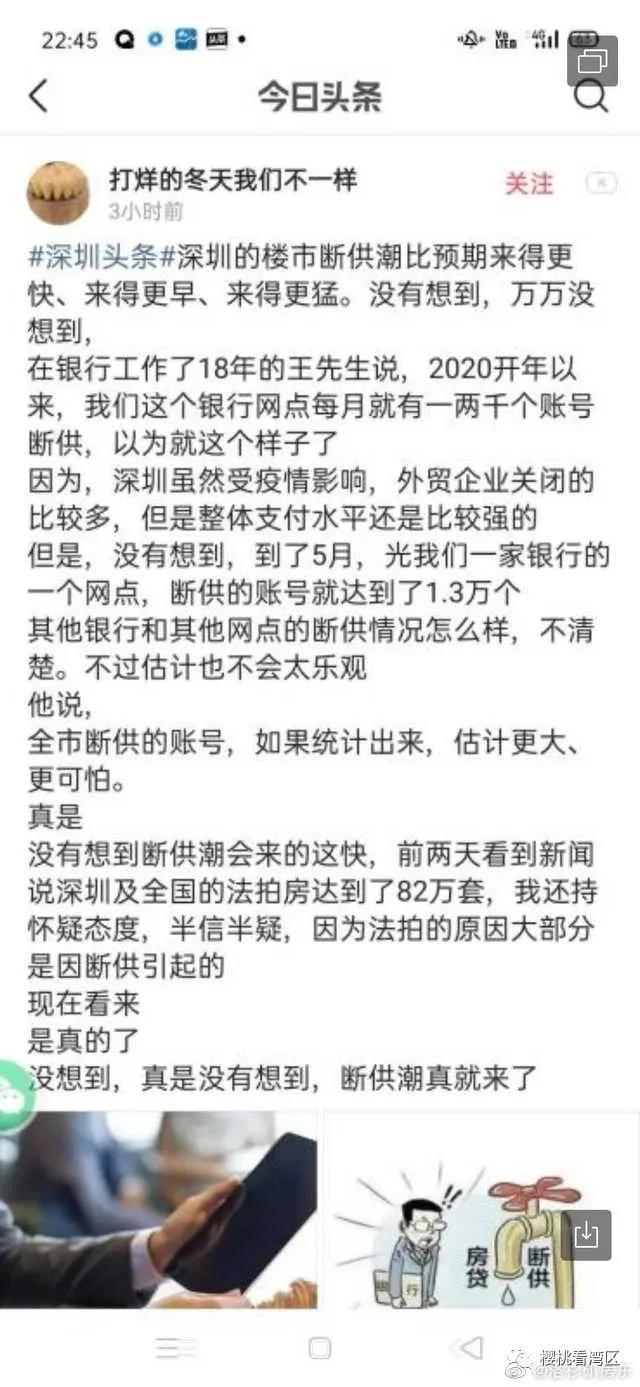 22:45
今日头条
打烊的冬天我们不一样
关注
3小时前
#深圳头条#深圳的楼市断供潮比预期来得更
快、来得更早、来得更猛。没有想到，万万没
想到，
在银行工作了18年的王先生说，2020开年以
来，我们这个银行网点每月就有一两千个账号
断供，以为就这个样子了
因为，深圳虽然受疫情影响，外贸企业关闭的
比较多，但是整体支付水平还是比较强的
但是，没有想到，到了5月，光我们一家银行的
一个网点，断供的账号就达到了1.3万个
其他银行和其他网点的断供情况怎么样，不清
楚。不过估计也不会太乐观
他说，
全市断供的账号，如果统计出来，估计更大、
更可怕。
真是
没有想到断供潮会来的这快，前两天看到新闻
说深圳及全国的法拍房达到了82万套，我还持
怀疑态度，半信半疑，因为法拍的原因大部分
是因断供引起的
现在看来
是真的了
没想到，真是没有想到，断供潮真就来了
房贷
断供
樱桃看湾区
@洛杉矶房东